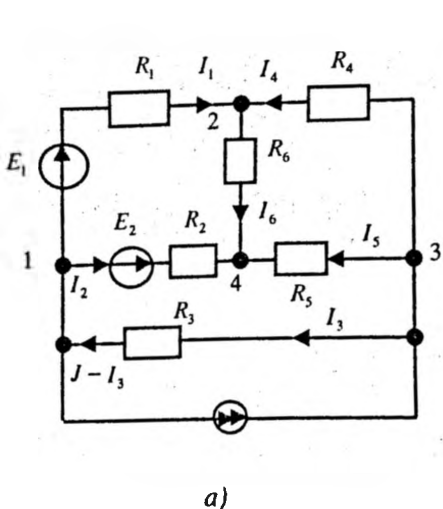 R₁ I₁ I₄ R₄
2
E₁ R₆
I₆
E₂ R₂ I₅
1 3
I₂ 4 R₅
R₃ I₃
J – I₃
а)